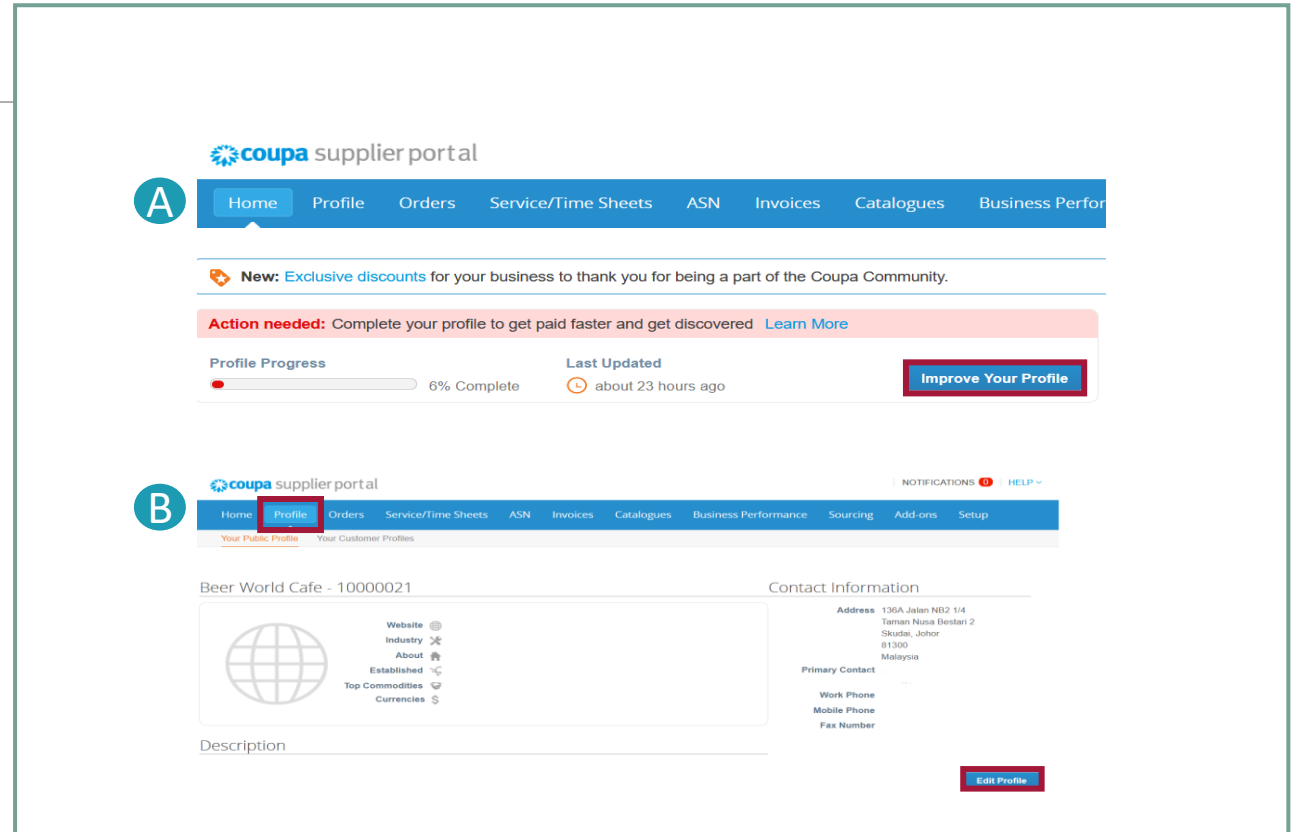 coupa supplier portal
A
Home Profile Orders Service/Time Sheets ASN Invoices Catalogues Business Perfor
New: Exclusive discounts for your business to thank you for being a part of the Coupa Community.
Action needed: Complete your profile to get paid faster and get discovered Learn More
Profile Progress Last Updated
6% Complete about 23 hours ago Improve Your Profile
coupa supplier portal NOTIFICATIONS 0 HELP
B
Home Profile Orders Service/Time Sheets ASN Invoices Catalogues Business Performance Sourcing Add-ons Setup
Your Public Profile Your Customer Profiles
Beer World Cafe - 10000021 Contact Information
Website
Industry
About
Established
Top Commodities
Currencies $
Address 136A Jalan NB2 1/4
Taman Nusa Bestari 2
Skudai, Johor
81300
Malaysia
Primary Contact
Work Phone
Mobile Phone
Fax Number
Description
Edit Profile